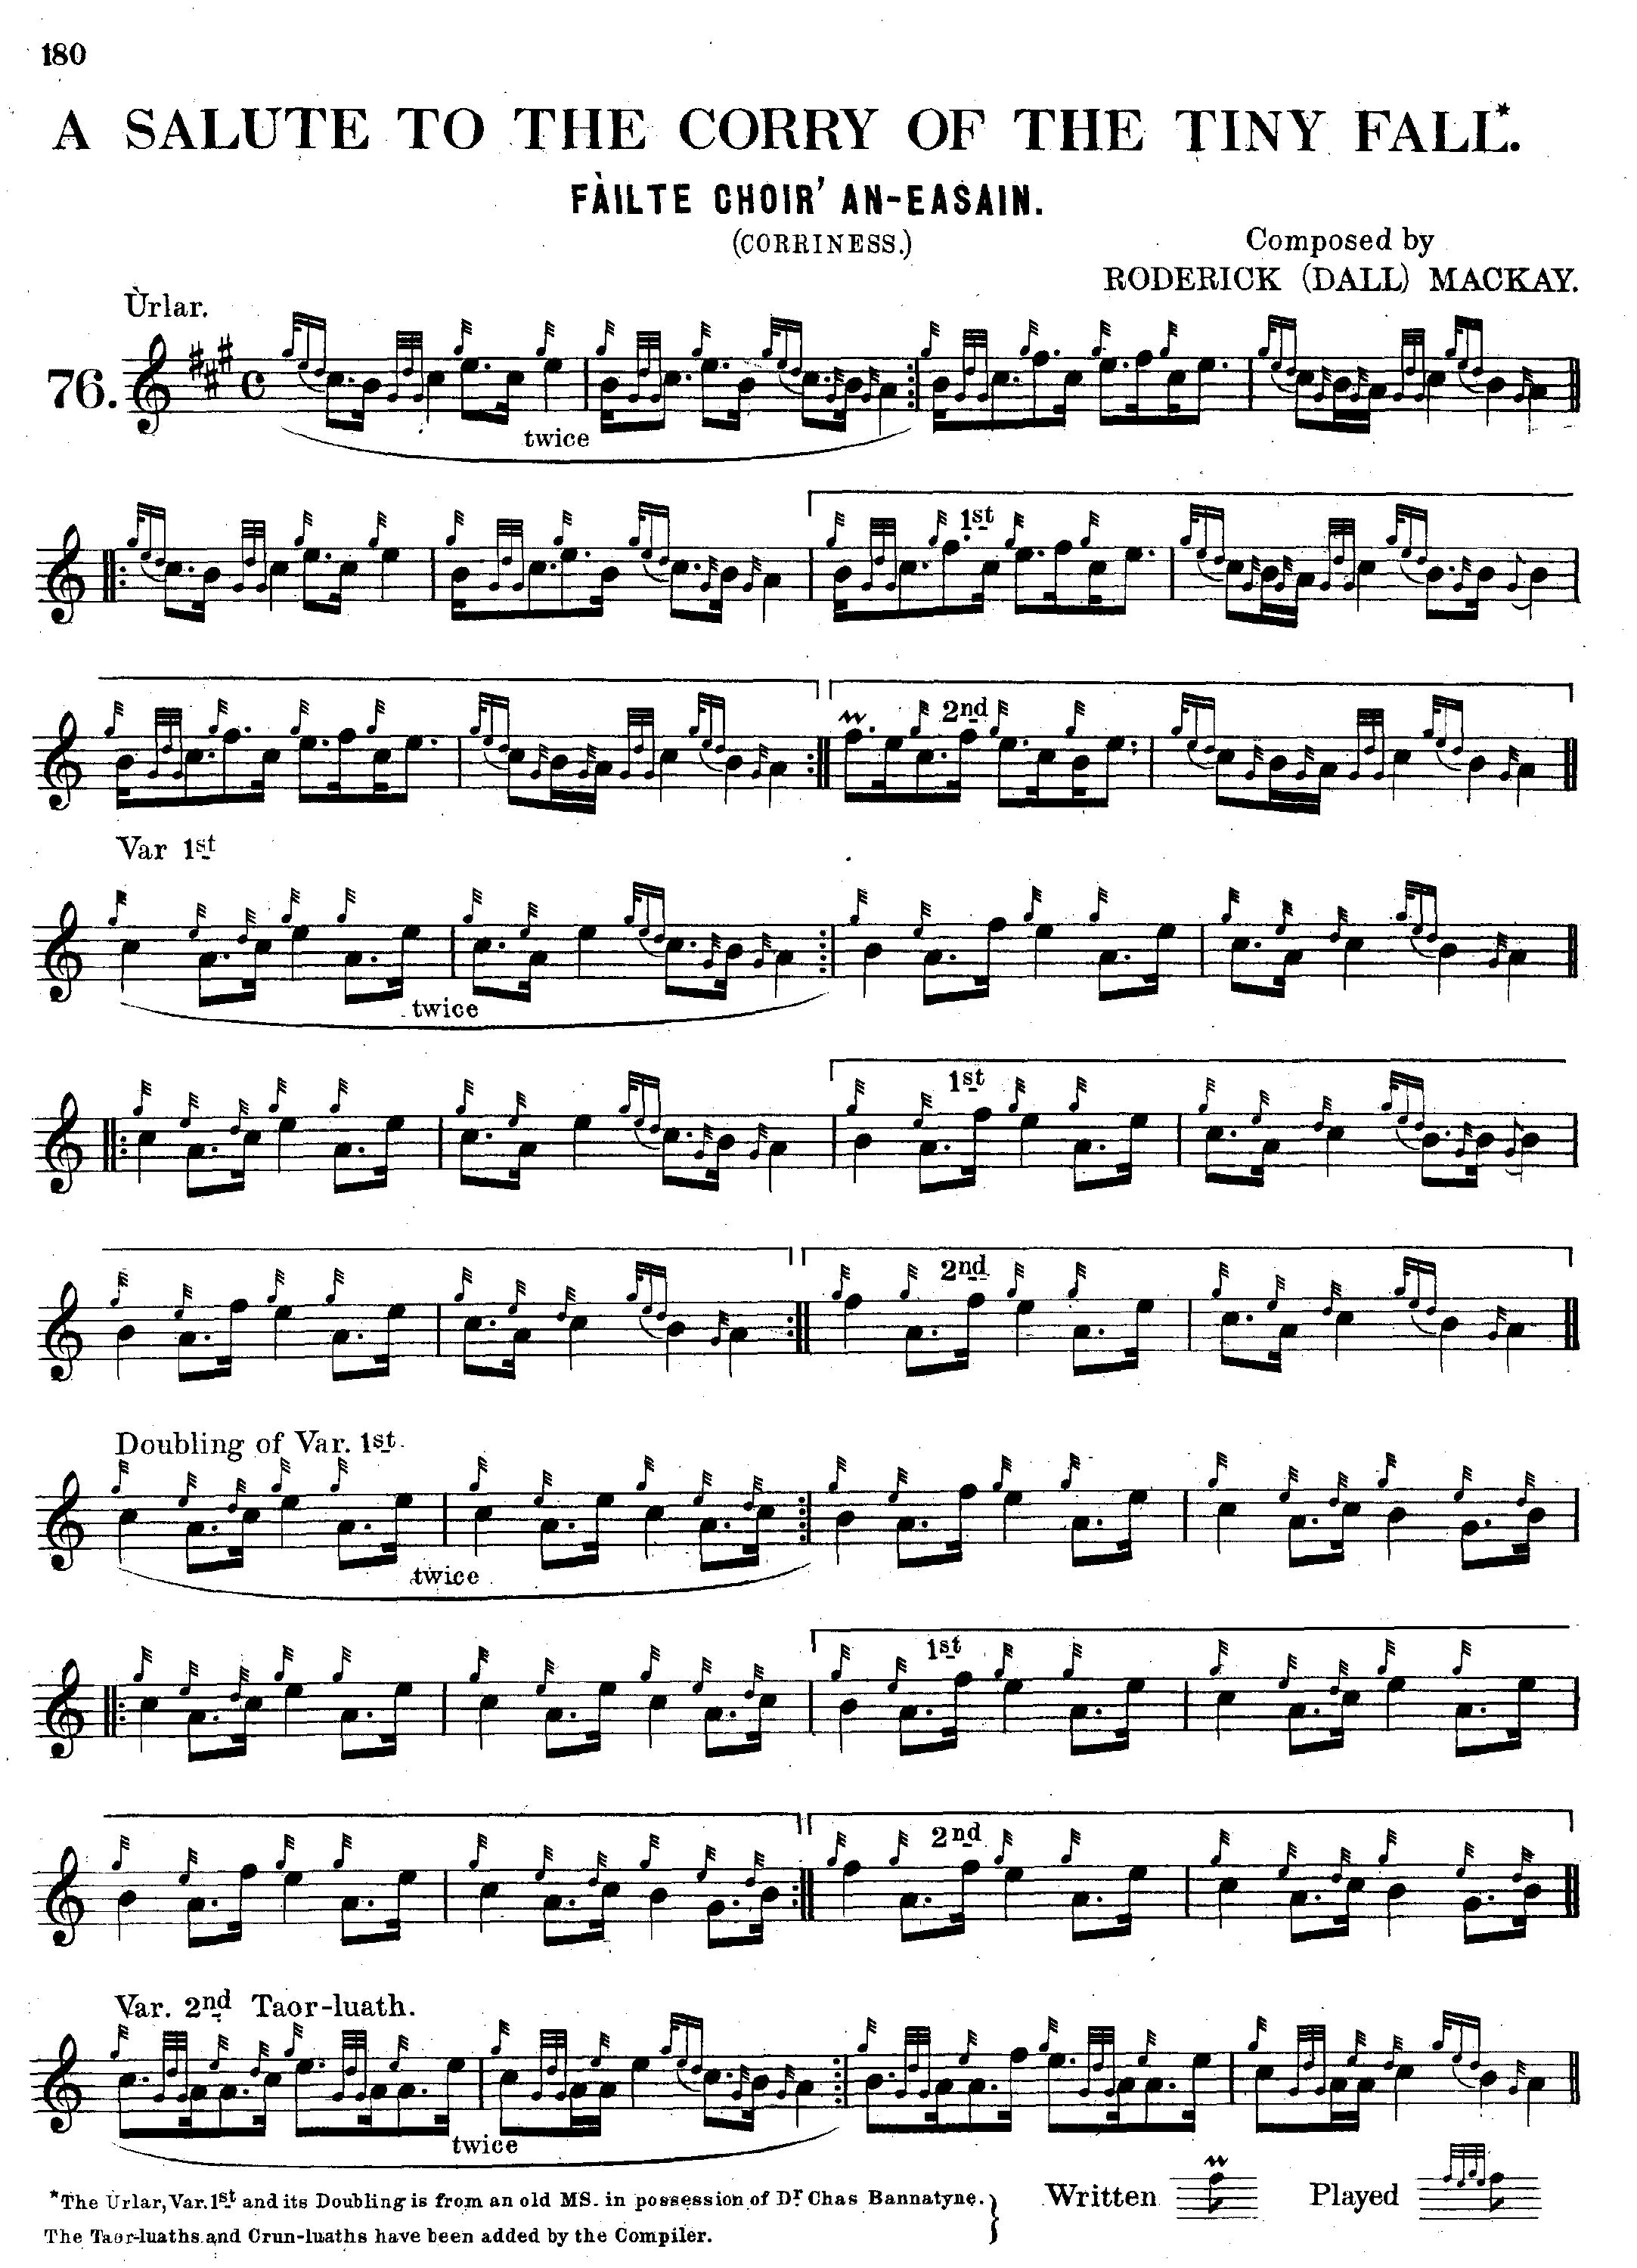 180
A SALUTE TO THE CORRY OF THE TINY FALL.*
FÀILTE CHOIR' AN-EASAIN.
(CORRINESS.)
Composed by
RODERICK (DALL) MACKAY.
Ùrlar.
76.
twice
1st
2nd
Var 1st
twice
1st
2nd
Doubling of Var. 1st.
twice
1st
2nd
Var. 2nd Taor-luath.
twice
*The Urlar, Var. 1st and its Doubling is from an old MS. in possession of Dr Chas Bannatyne.
The Taor-luaths and Crun-luaths have been added by the Compiler.
Written Played